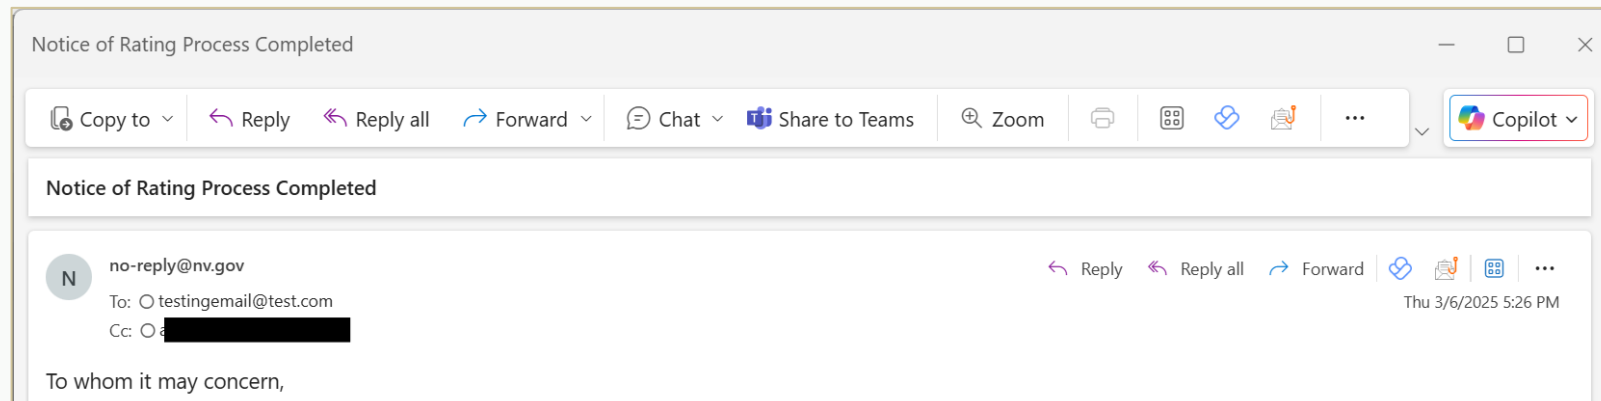 Notice of Rating Process Completed
Copy to Reply Reply all Forward Chat Share to Teams Zoom ... Copilot
Notice of Rating Process Completed
N no-reply@nv.gov Reply Reply all Forward ...
To: testingemail@test.com Thu 3/6/2025 5:26 PM
Cc:
To whom it may concern,